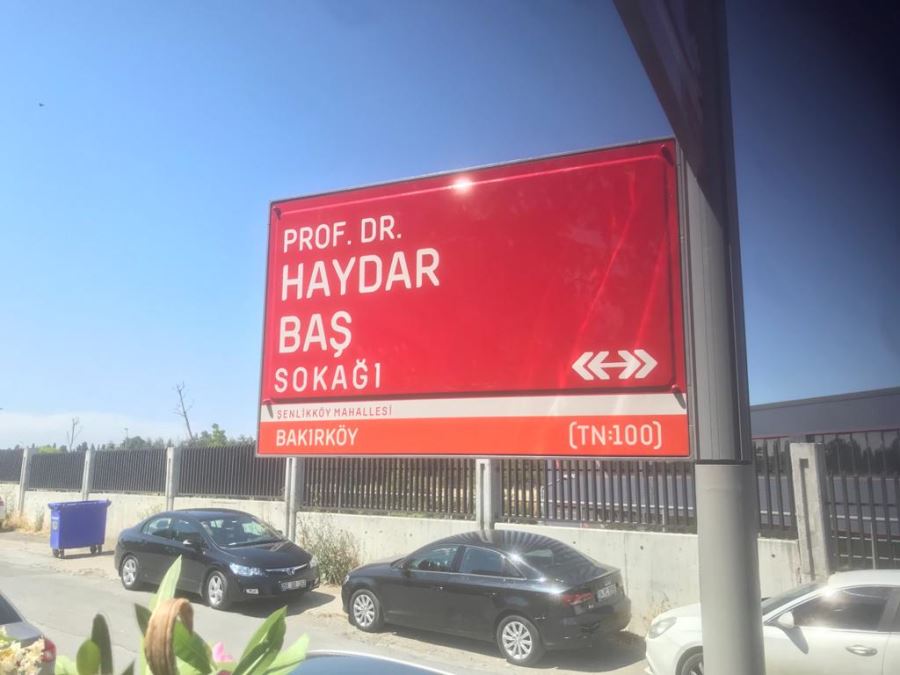 PROF. DR.
HAYDAR
BAŞ
SOKAĞI
ŞENLİKKÖY MAHALLESİ
BAKIRKÖY
(TN:100)